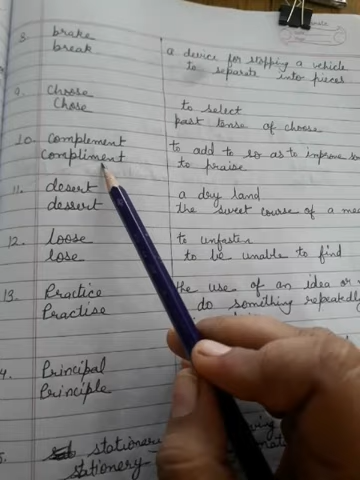 8. brake
break
a device for stopping a vehicle
to separate into pieces
9. Choose
Chose
to select
past tense of choose
10. Complement
Compliment
to add to so as to improve
to praise
11. desert
dessert
a dry land
the sweet course of a
12. loose
lose
to unfasten
to be unable to find
13. Practice
Practise
the use of an idea or
do something repeatedly
Principal
Principle
stationary
stationery